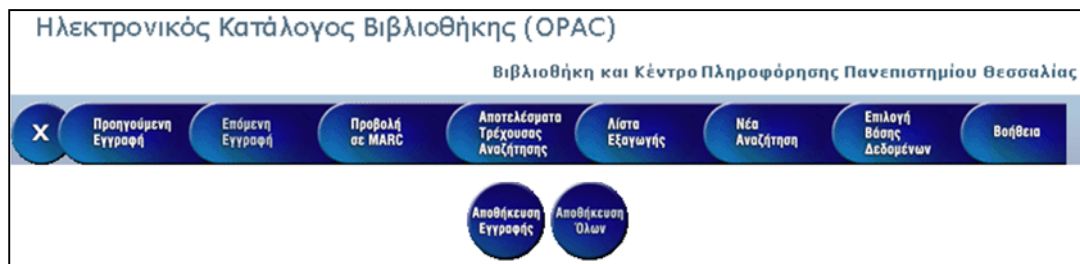 Ηλεκτρονικός Κατάλογος Βιβλιοθήκης (OPAC)
Βιβλιοθήκη και Κέντρο Πληροφόρησης Πανεπιστημίου Θεσσαλίας
X
Προηγούμενη
Εγγραφή
Επόμενη
Εγγραφή
Προβολή
σε MARC
Αποτελέσματα
Τρέχουσας
Αναζήτησης
Λίστα
Εξαγωγής
Νέα
Αναζήτηση
Επιλογή
Βάσης
Δεδομένων
Βοήθεια
Αποθήκευση
Εγγραφής
Αποθήκευση
Όλων